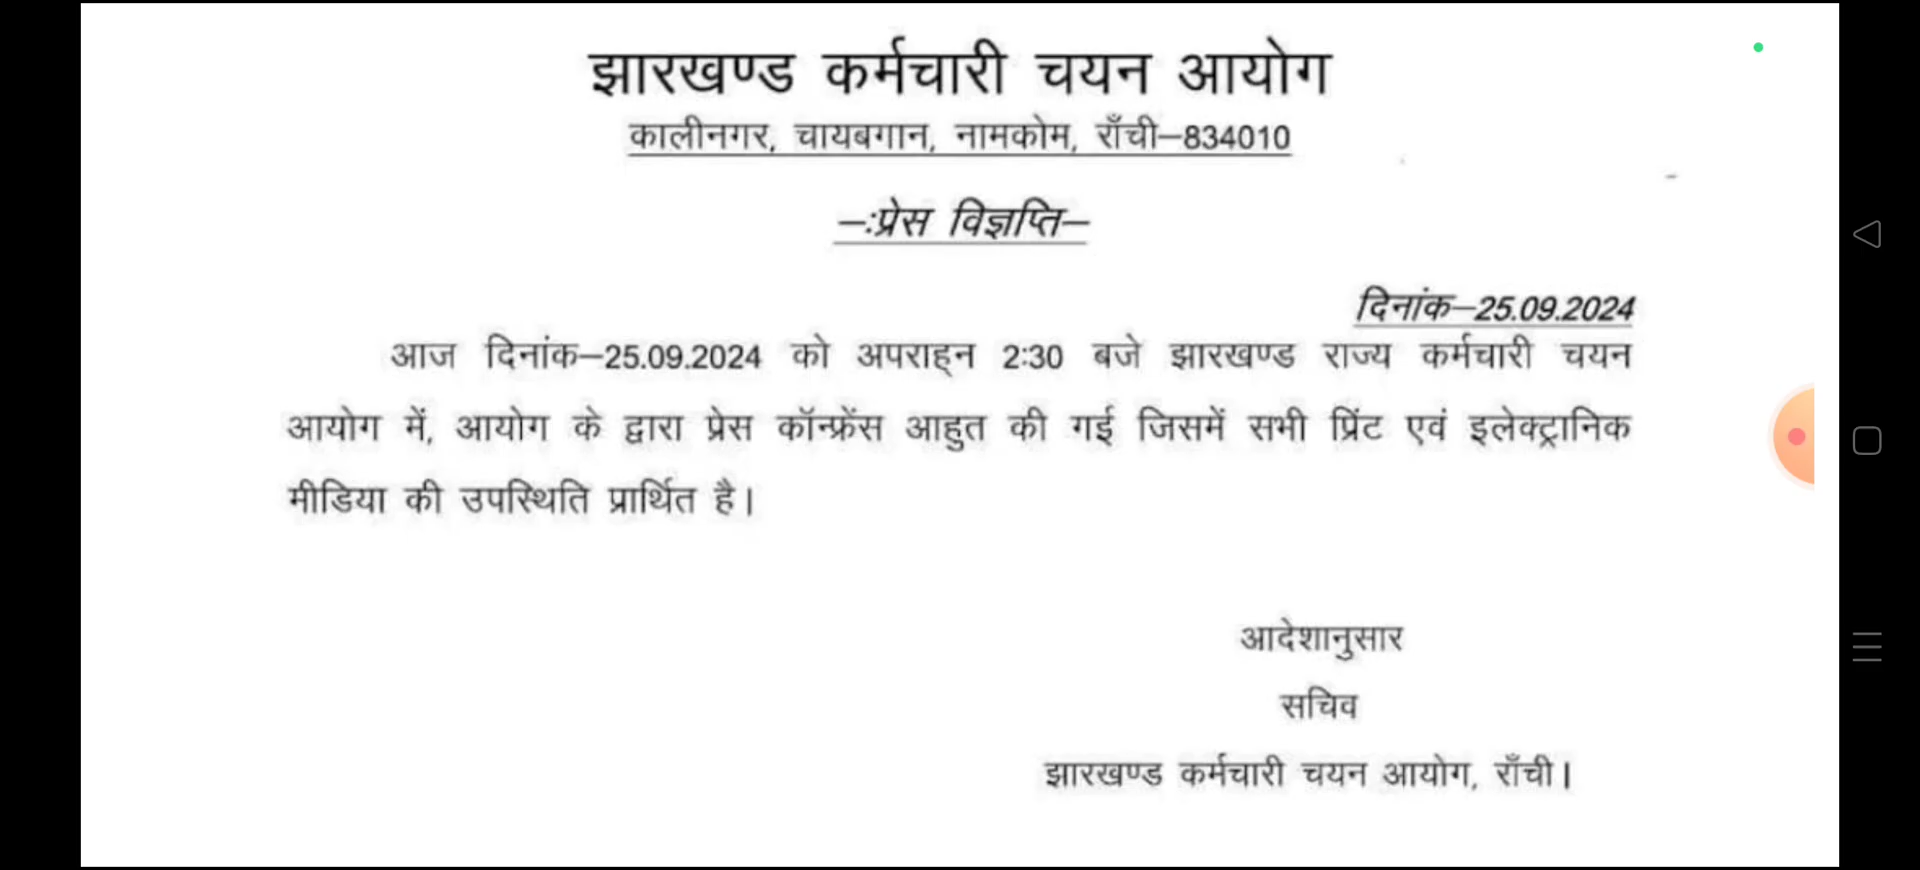 झारखण्ड कर्मचारी चयन आयोग
कालीनगर, चायबगान, नामकोम, राँची–834010
–:प्रेस विज्ञप्ति–
दिनांक–25.09.2024
आज दिनांक–25.09.2024 को अपराह्न 2:30 बजे झारखण्ड राज्य कर्मचारी चयन
आयोग में, आयोग के द्वारा प्रेस कॉन्फ्रेंस आहुत की गई जिसमें सभी प्रिंट एवं इलेक्ट्रानिक
मीडिया की उपस्थिति प्रार्थित है।
आदेशानुसार
सचिव
झारखण्ड कर्मचारी चयन आयोग, राँची।